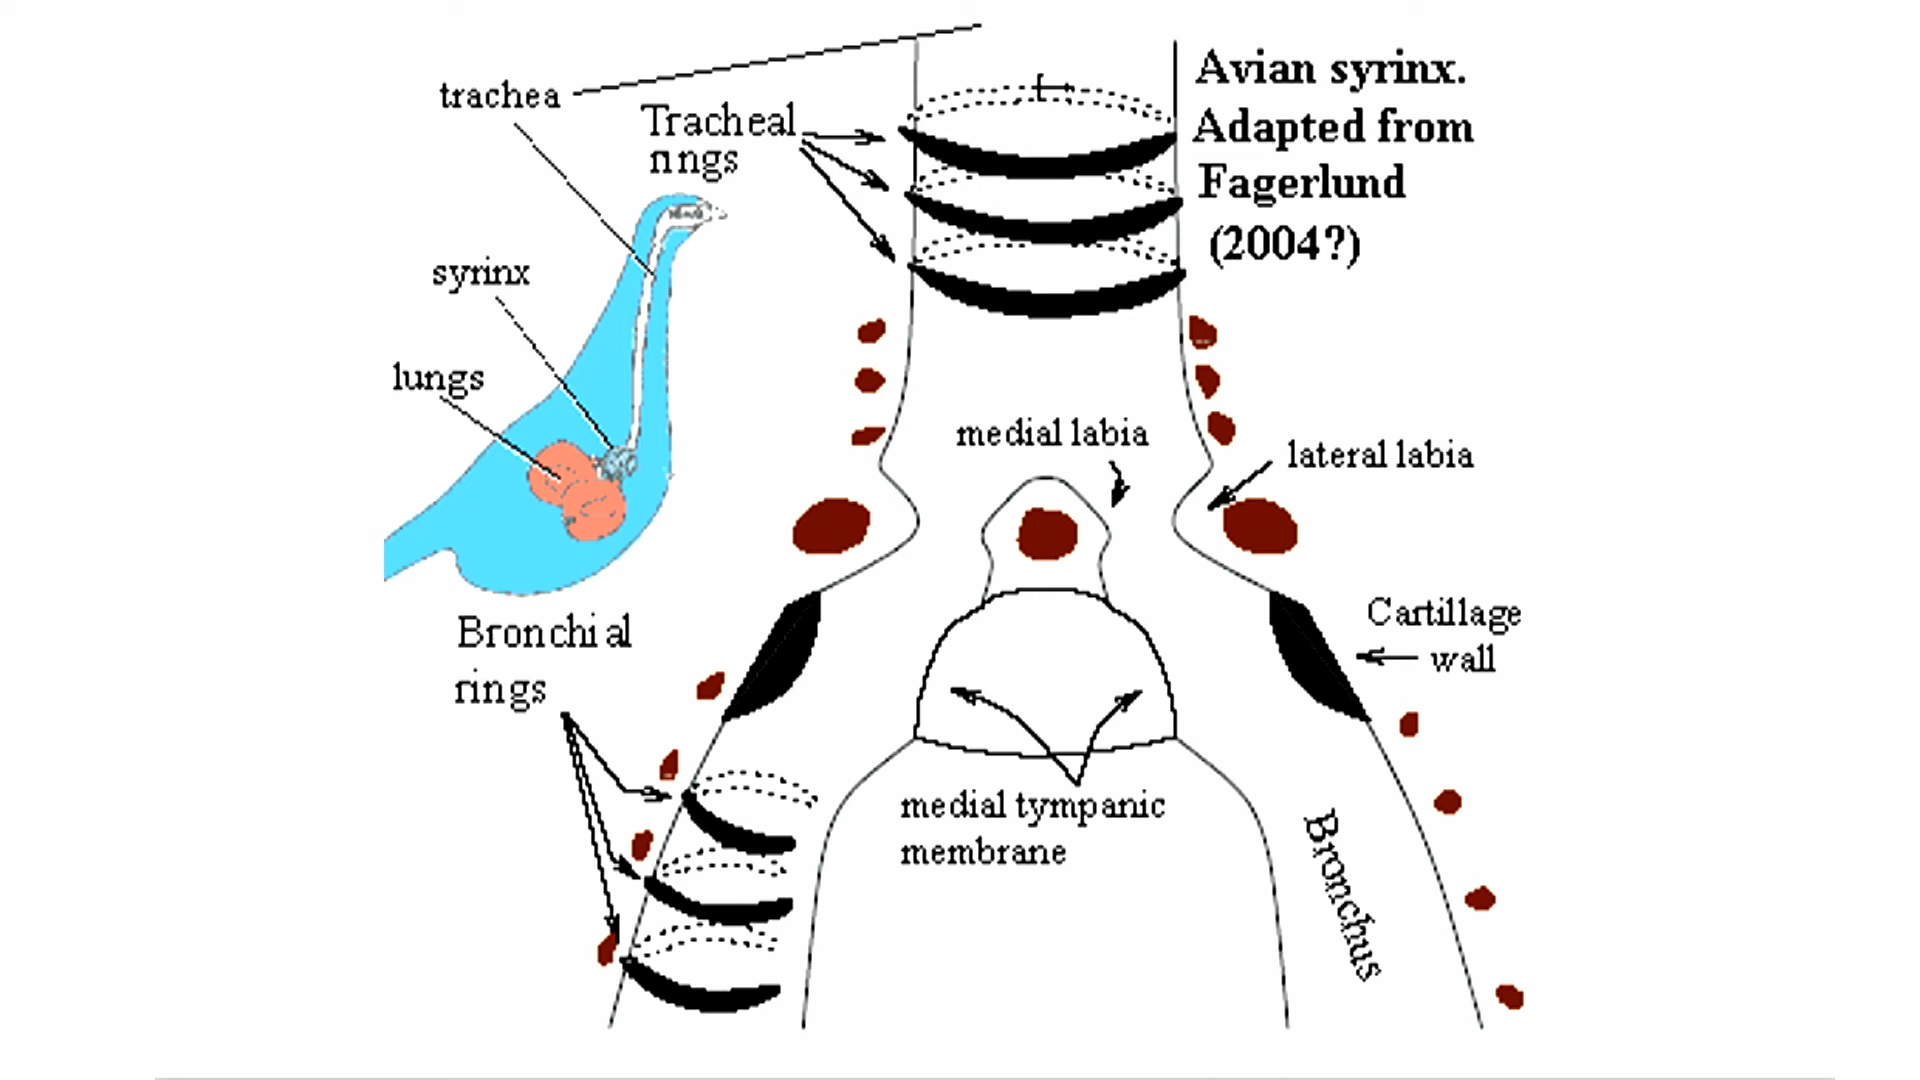 trachea
Tracheal
rings
Avian syrinx.
Adapted from
Fagerlund
(2004?)
syrinx
lungs
medial labia
lateral labia
Bronchial
rings
Cartillage
wall
medial tympanic
membrane
Bronchus